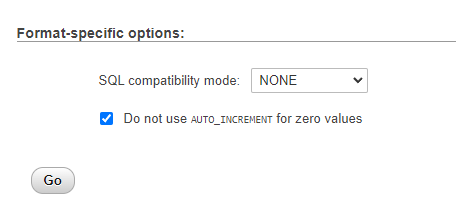 Format-specific options:
SQL compatibility mode: NONE
Do not use AUTO_INCREMENT for zero values
Go